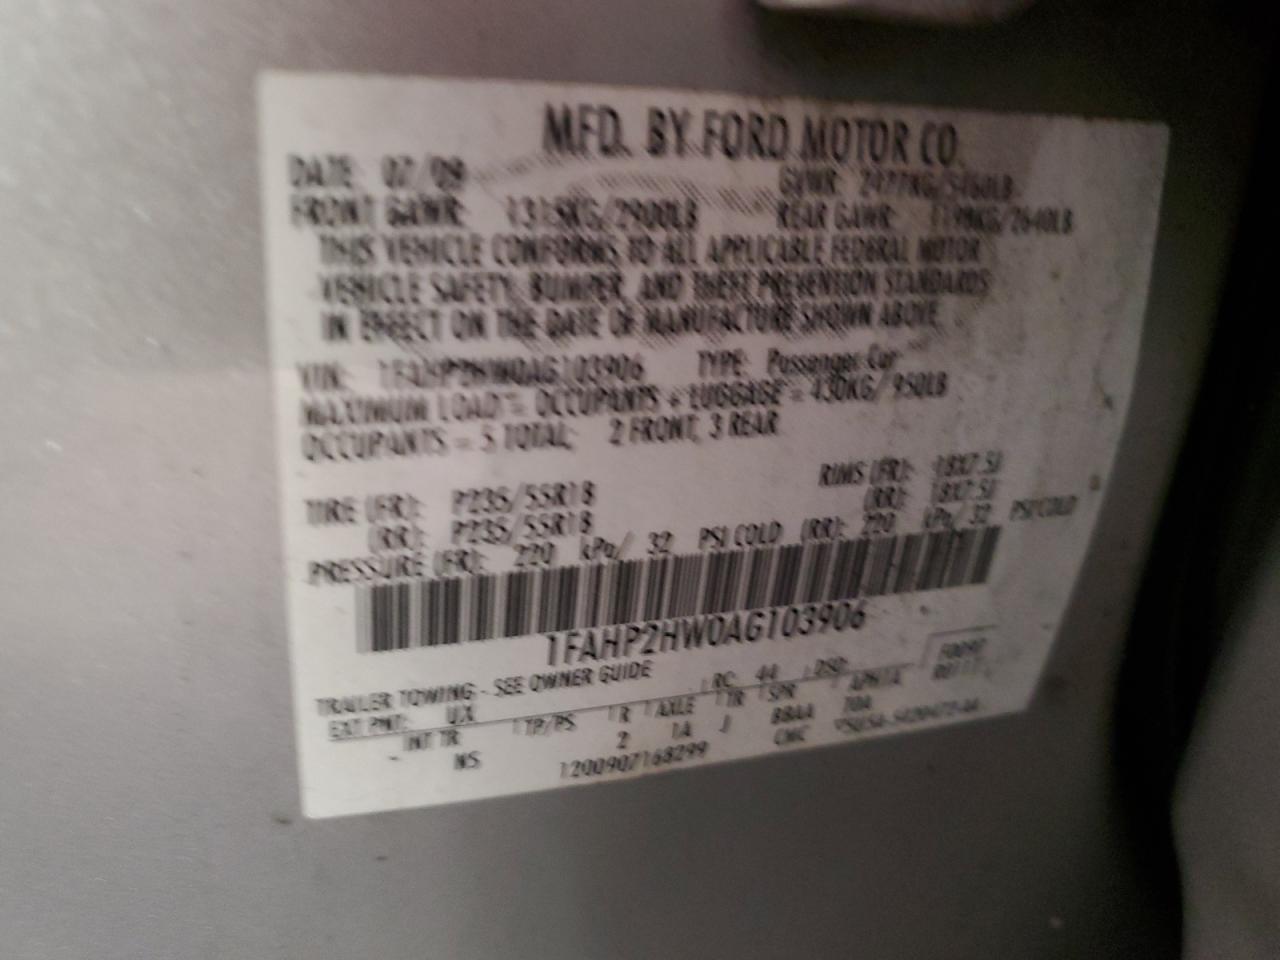 MFD. BY FORD MOTOR CO.
DATE: 07/09 GVWR: 2477KG/5460LB
FRONT GAWR: 1315KG/2900LB REAR GAWR: 1198KG/2640LB
THIS VEHICLE CONFORMS TO ALL APPLICABLE FEDERAL MOTOR
VEHICLE SAFETY, BUMPER, AND THEFT PREVENTION STANDARDS
IN EFFECT ON THE DATE OF MANUFACTURE SHOWN ABOVE.
VIN: 1FAHP2HW0AG103906 TYPE: Passenger Car
MAXIMUM LOAD = OCCUPANTS + LUGGAGE = 430KG/950LB
OCCUPANTS = 5 TOTAL; 2 FRONT, 3 REAR
TIRE (FR): P235/55R18 RIMS (FR): 18X7.5J
(RR): P235/55R18 (RR): 18X7.5J
PRESSURE (FR): 220 kPa/ 32 PSI COLD (RR): 220 kPa/ 32 PSI COLD
1FAHP2HW0AG103906
TRAILER TOWING - SEE OWNER GUIDE
EXT PNT: UX RC: 44 DSO:
INT TR TP/PS R AXLE TR SPR
NS 2 1A J BBAA
1200907168299